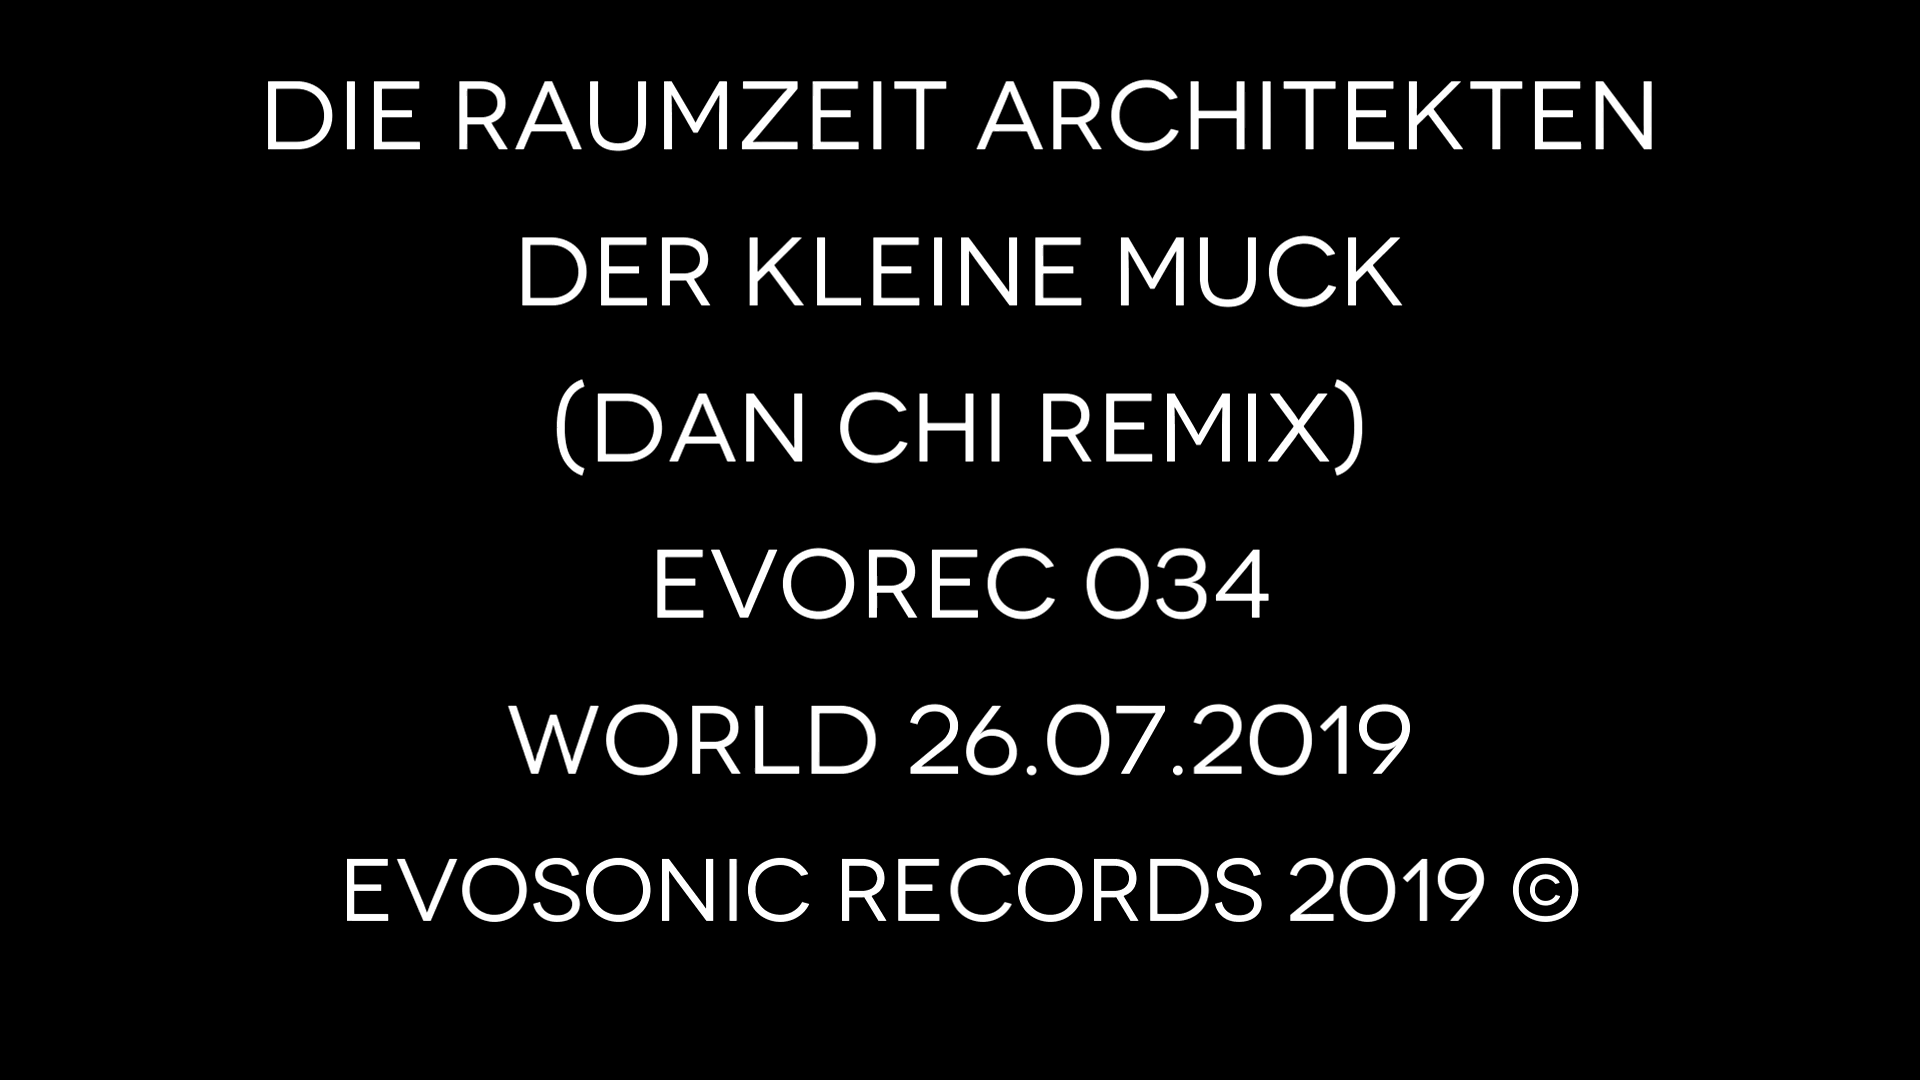 DIE RAUMZEIT ARCHITEKTEN
DER KLEINE MUCK
(DAN CHI REMIX)
EVOREC 034
WORLD 26.07.2019
EVOSONIC RECORDS 2019 ©